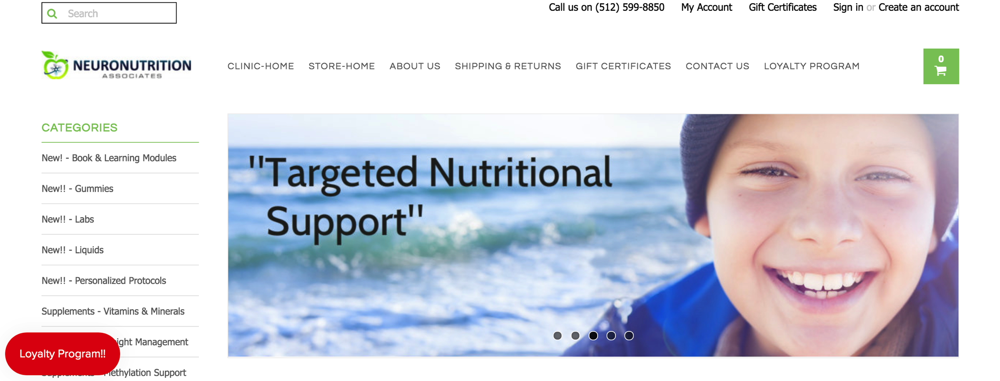 Search
Call us on (512) 599-8850 My Account Gift Certificates Sign in or Create an account
NEURONUTRITION
ASSOCIATES
CLINIC-HOME STORE-HOME ABOUT US SHIPPING & RETURNS GIFT CERTIFICATES CONTACT US LOYALTY PROGRAM
0
CATEGORIES
New! - Book & Learning Modules
New!! - Gummies
New!! - Labs
New!! - Liquids
New!! - Personalized Protocols
Supplements - Vitamins & Minerals
Management
Support
Loyalty Program!!
"Targeted Nutritional
Support"